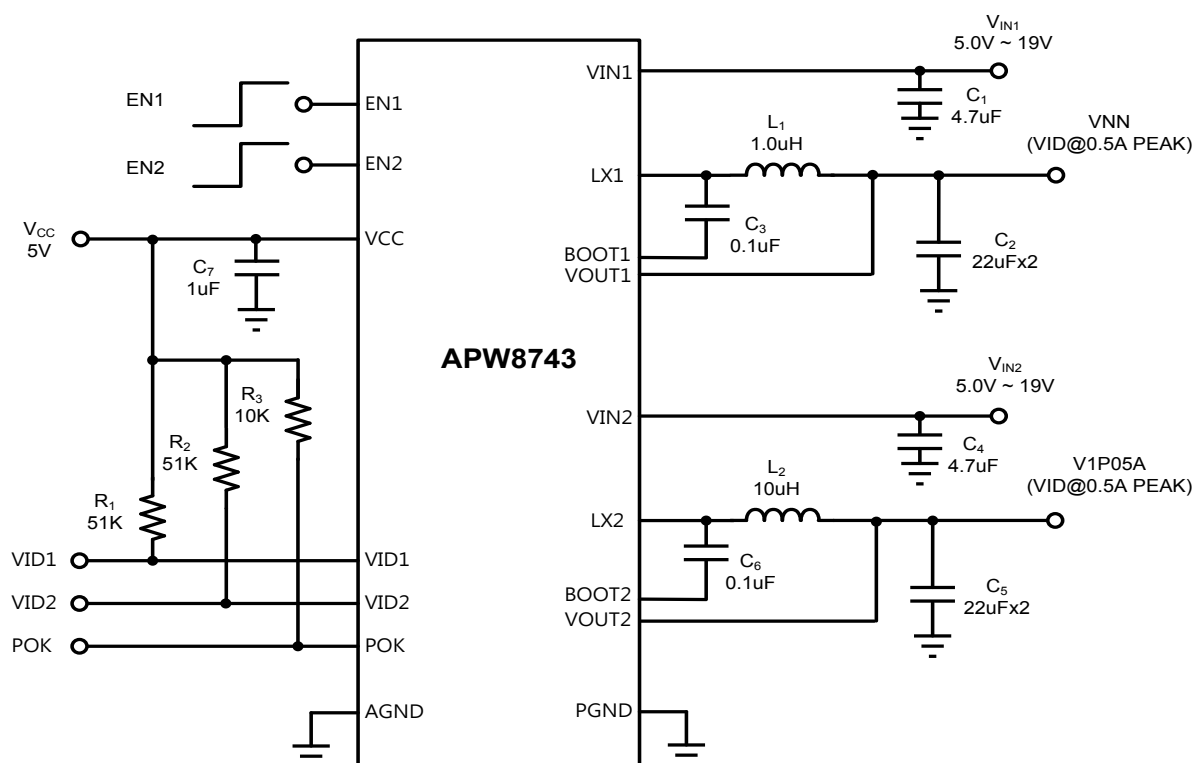 EN1
EN2
V_CC
5V
C₇
1uF
R₃
10K
R₂
51K
R₁
51K
VID1
VID2
POK
EN1
EN2
VCC
VID1
VID2
POK
AGND
APW8743
VIN1
LX1
BOOT1
VOUT1
VIN2
LX2
BOOT2
VOUT2
PGND
V_IN1
5.0V ~ 19V
C₁
4.7uF
L₁
1.0uH
VNN
(VID@0.5A PEAK)
C₃
0.1uF
C₂
22uFx2
V_IN2
5.0V ~ 19V
C₄
4.7uF
L₂
10uH
V1P05A
(VID@0.5A PEAK)
C₆
0.1uF
C₅
22uFx2